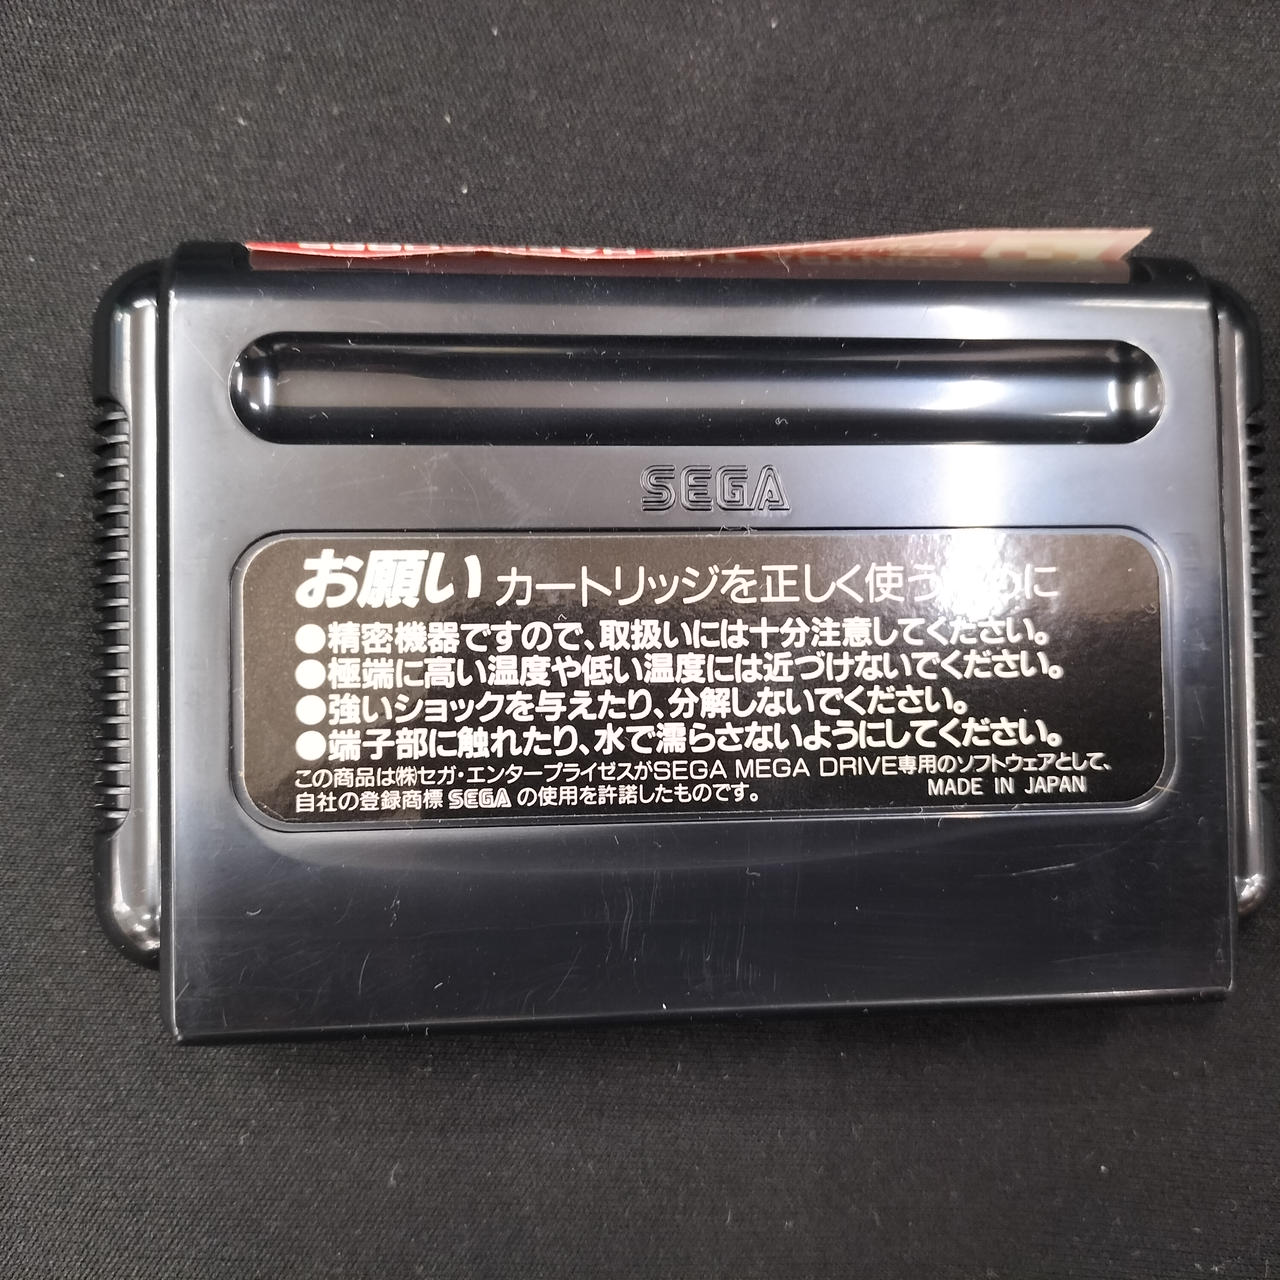 SEGA
お願い カートリッジを正しく使うために
●精密機器ですので、取扱いには十分注意してください。
●極端に高い温度や低い温度には近づけないでください。
●強いショックを与えたり、分解しないでください。
●端子部に触れたり、水で濡らさないようにしてください。
この商品は㈱セガ・エンタープライゼスがSEGA MEGA DRIVE専用のソフトウェアとして、
自社の登録商標 SEGA の使用を許諾したものです。
MADE IN JAPAN